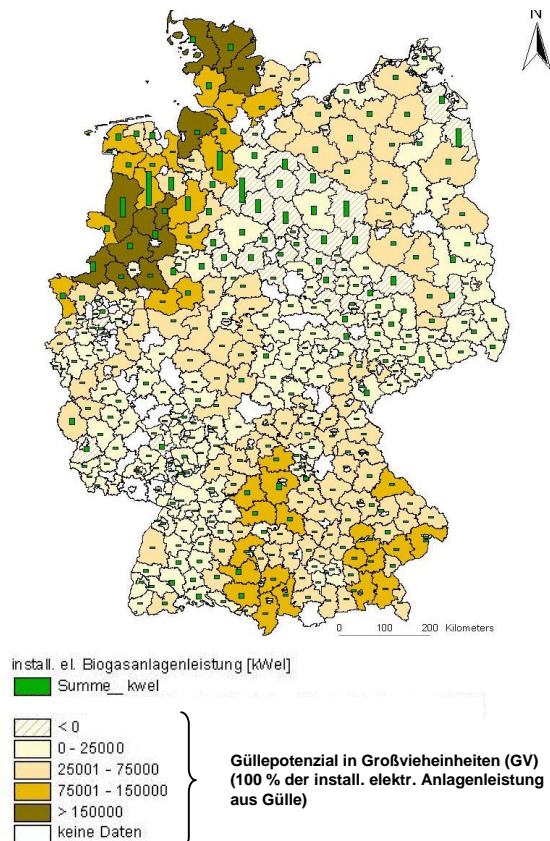 N
0 100 200 Kilometers
install. el. Biogasanlagenleistung [kWel]
Summe__ kwel
< 0
0 - 25000
25001 - 75000
75001 - 150000
> 150000
keine Daten
Güllepotenzial in Großvieheinheiten (GV)
(100 % der install. elektr. Anlagenleistung
aus Gülle)